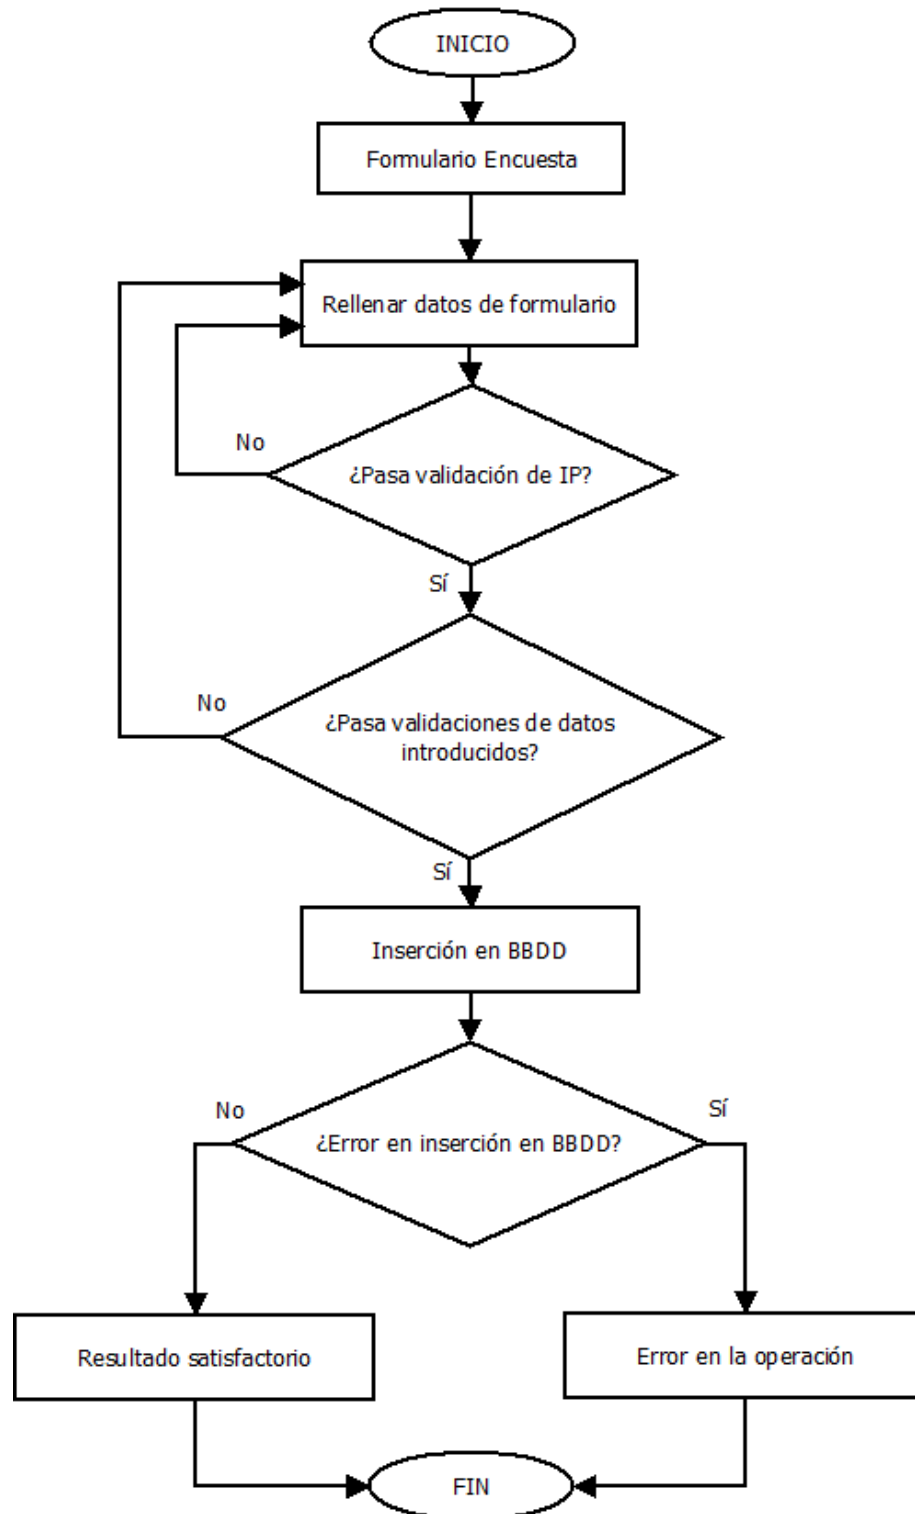 INICIO
Formulario Encuesta
Rellenar datos de formulario
No
¿Pasa validación de IP?
Sí
No
¿Pasa validaciones de datos
introducidos?
Sí
Inserción en BBDD
No
Sí
¿Error en inserción en BBDD?
Resultado satisfactorio
Error en la operación
FIN